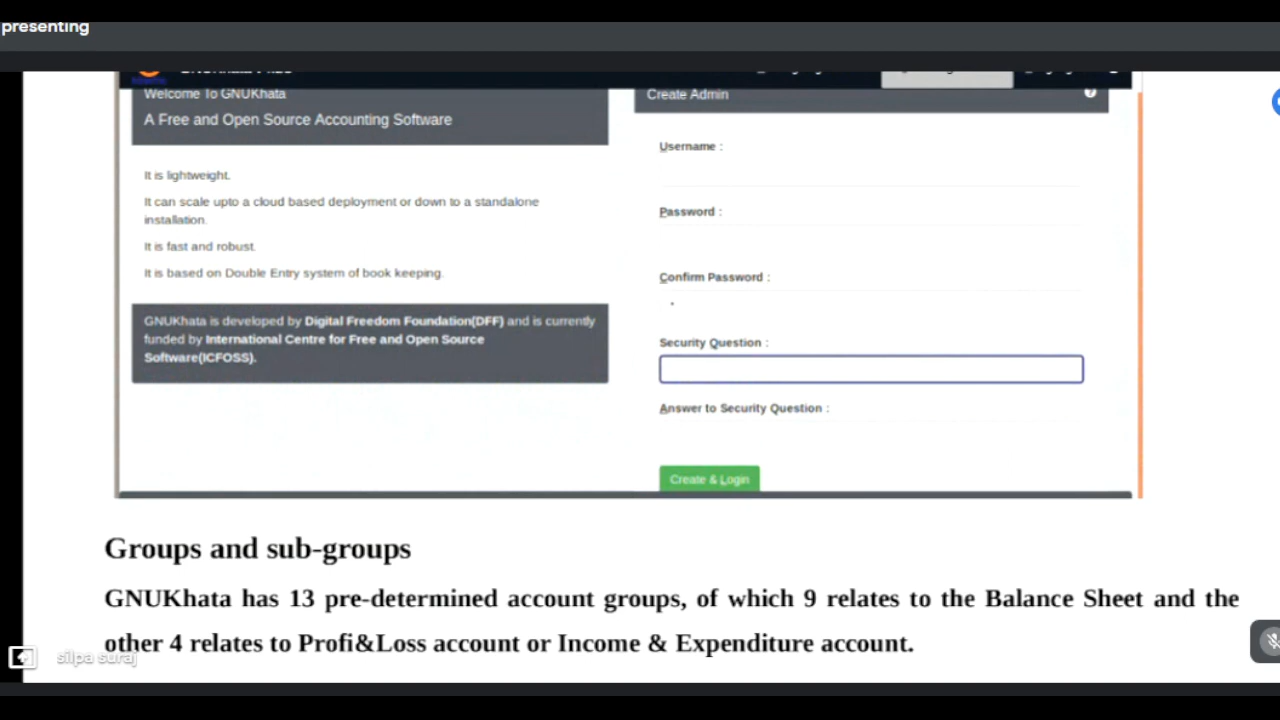 presenting
Welcome To GNUKhata
A Free and Open Source Accounting Software
It is lightweight.
It can scale upto a cloud based deployment or down to a standalone
installation.
It is fast and robust.
It is based on Double Entry system of book keeping.
GNUKhata is developed by Digital Freedom Foundation(DFF) and is currently
funded by International Centre for Free and Open Source
Software(ICFOSS).
Create Admin
Username :
Password :
Confirm Password :
Security Question :
Answer to Security Question :
Create & Login
Groups and sub-groups
GNUKhata has 13 pre-determined account groups, of which 9 relates to the Balance Sheet and the
other 4 relates to Profi&Loss account or Income & Expenditure account.
silpa suraj